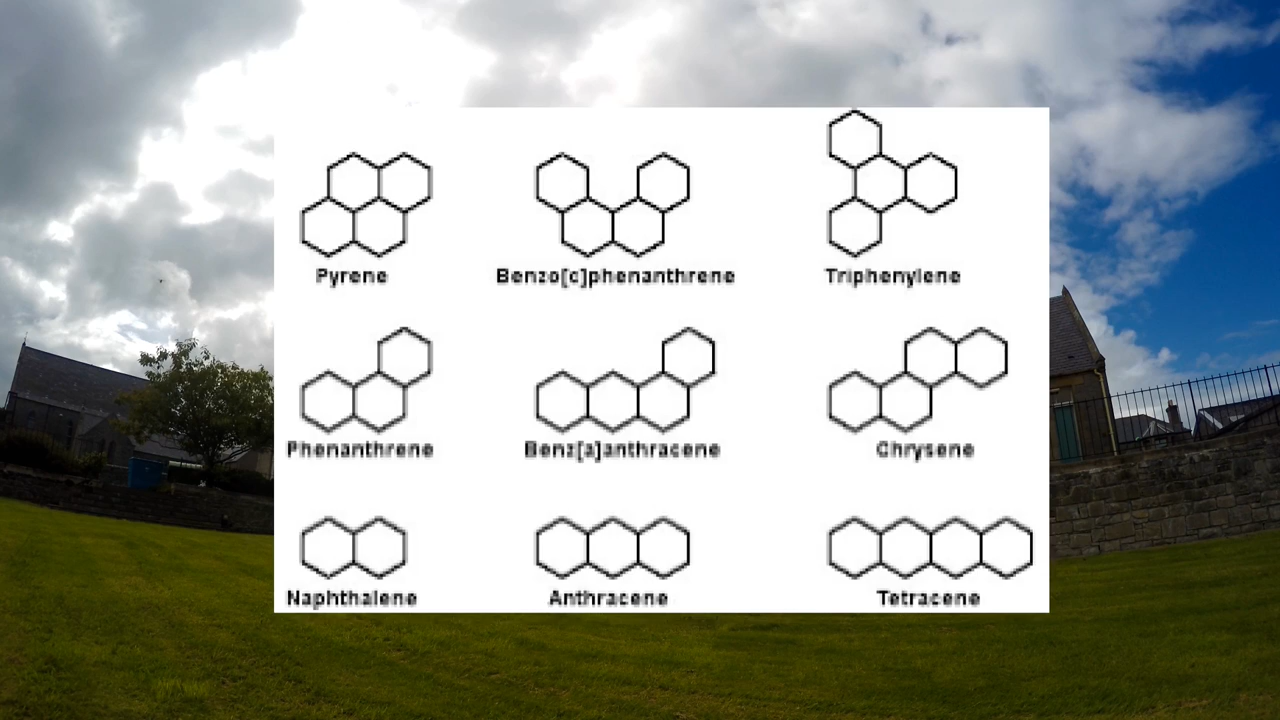 Pyrene
Benzo[c]phenanthrene
Triphenylene
Phenanthrene
Benz[a]anthracene
Chrysene
Naphthalene
Anthracene
Tetracene